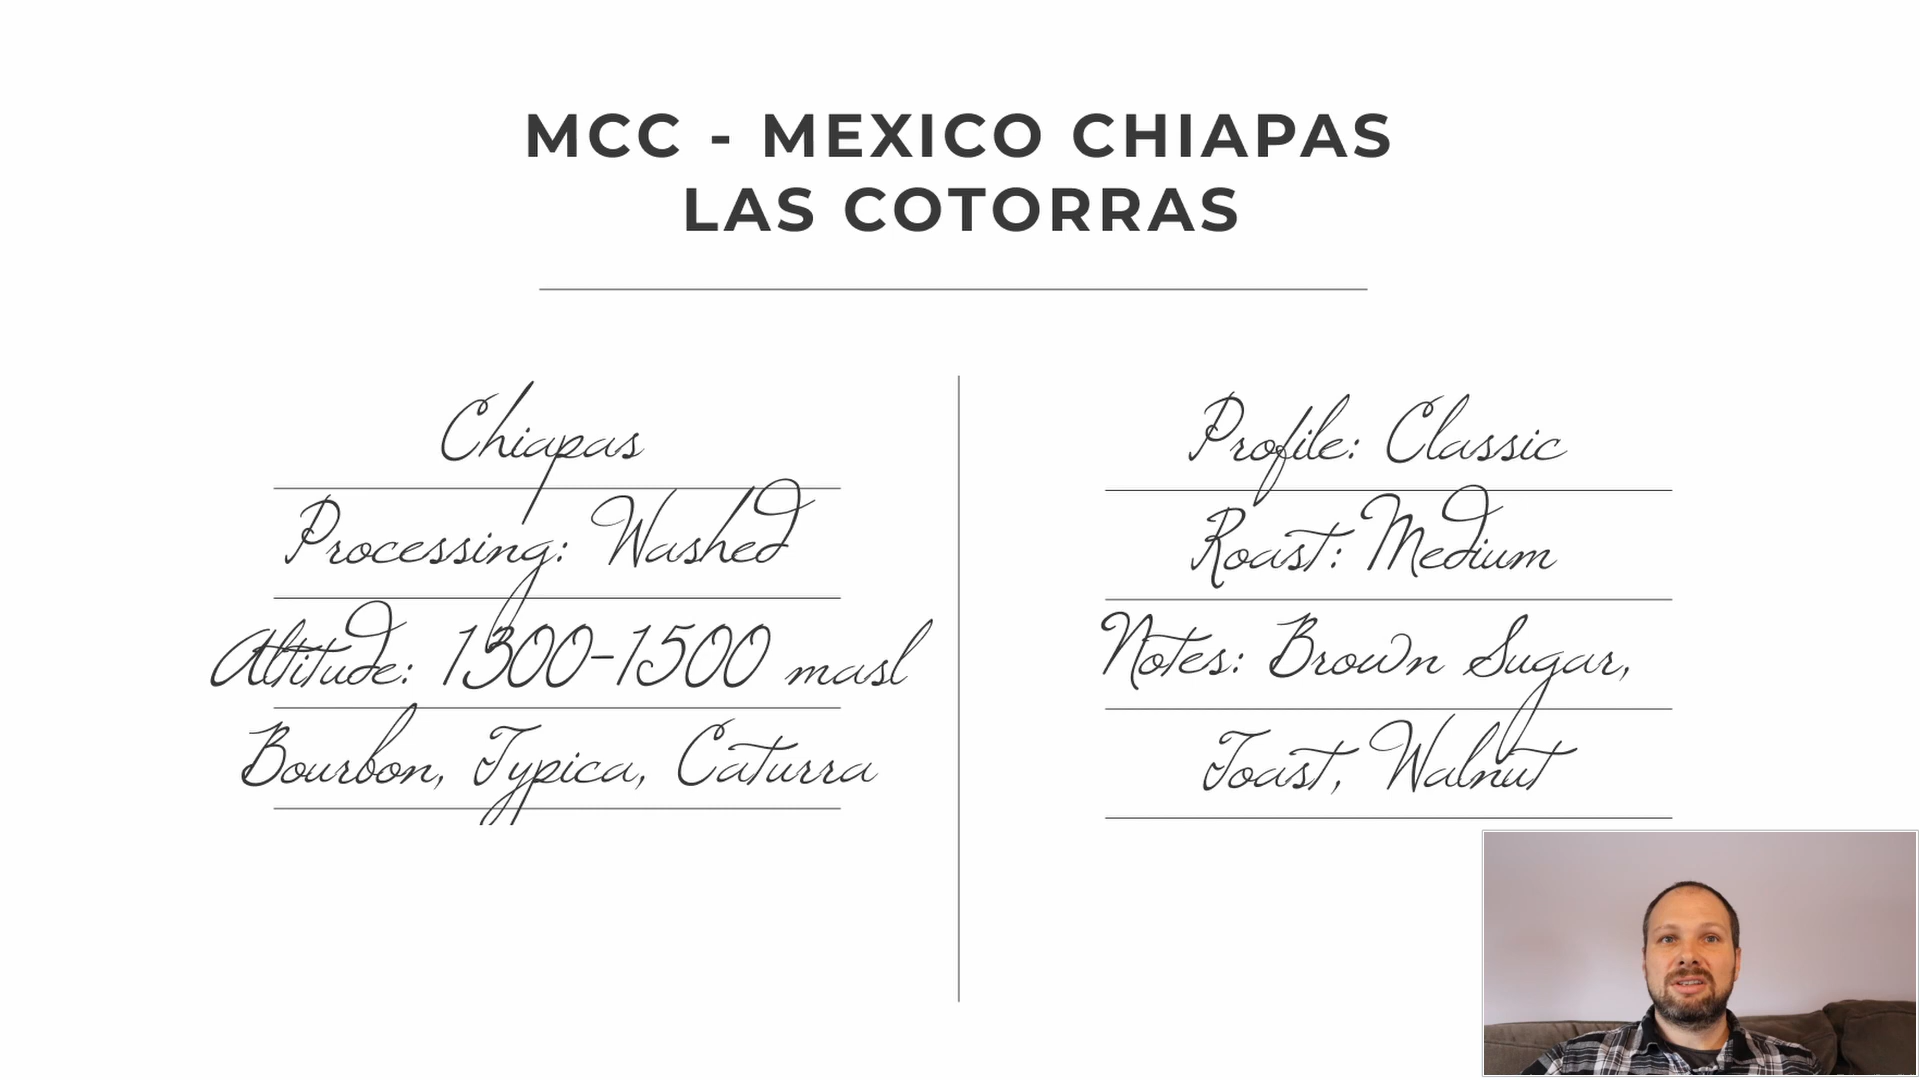 MCC - MEXICO CHIAPAS
LAS COTORRAS
Chiapas
Processing: Washed
Altitude: 1300-1500 masl
Bourbon, Typica, Caturra
Profile: Classic
Roast: Medium
Notes: Brown Sugar,
Toast, Walnut